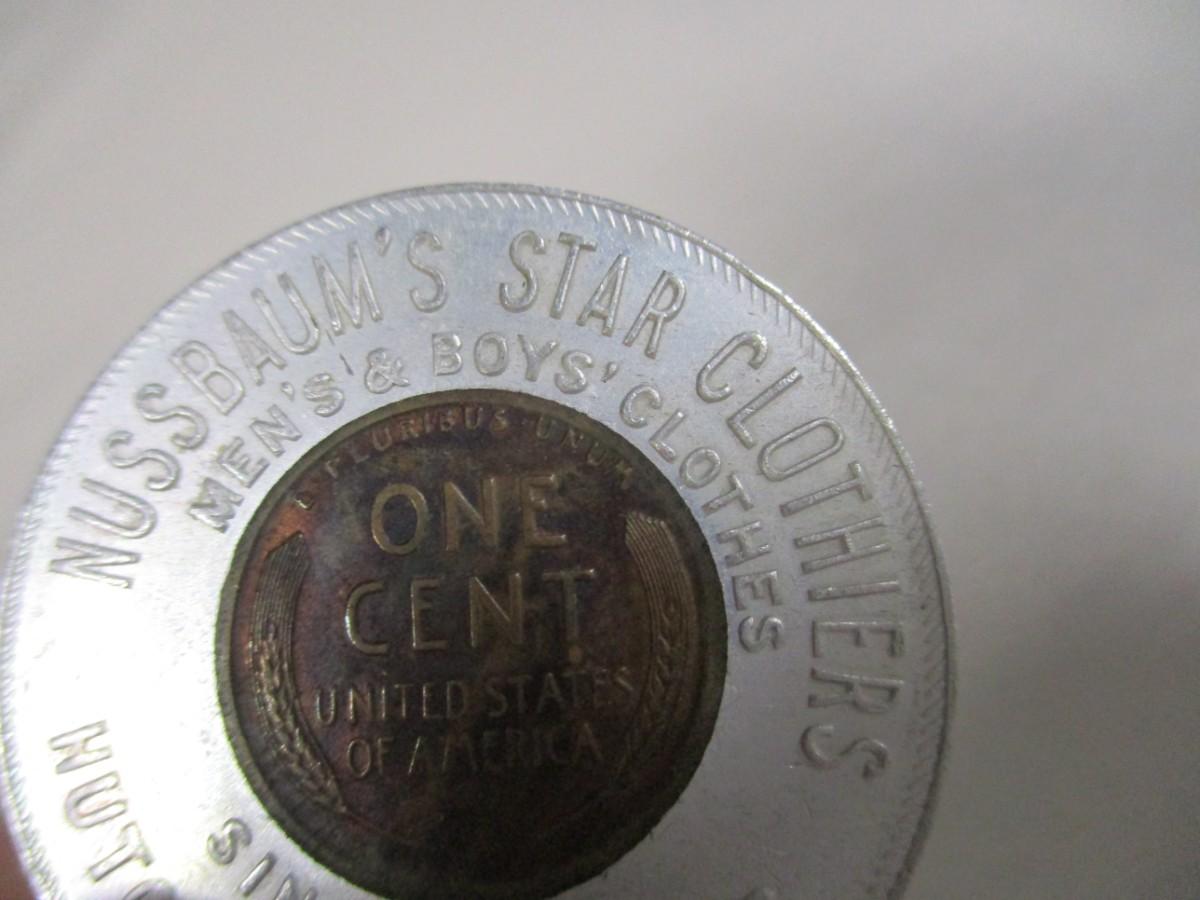 NUSSBAUM'S STAR CLOTHIERS
MEN'S & BOYS' CLOTHES
E PLURIBUS UNUM
ONE
CENT
UNITED STATES
OF AMERICA